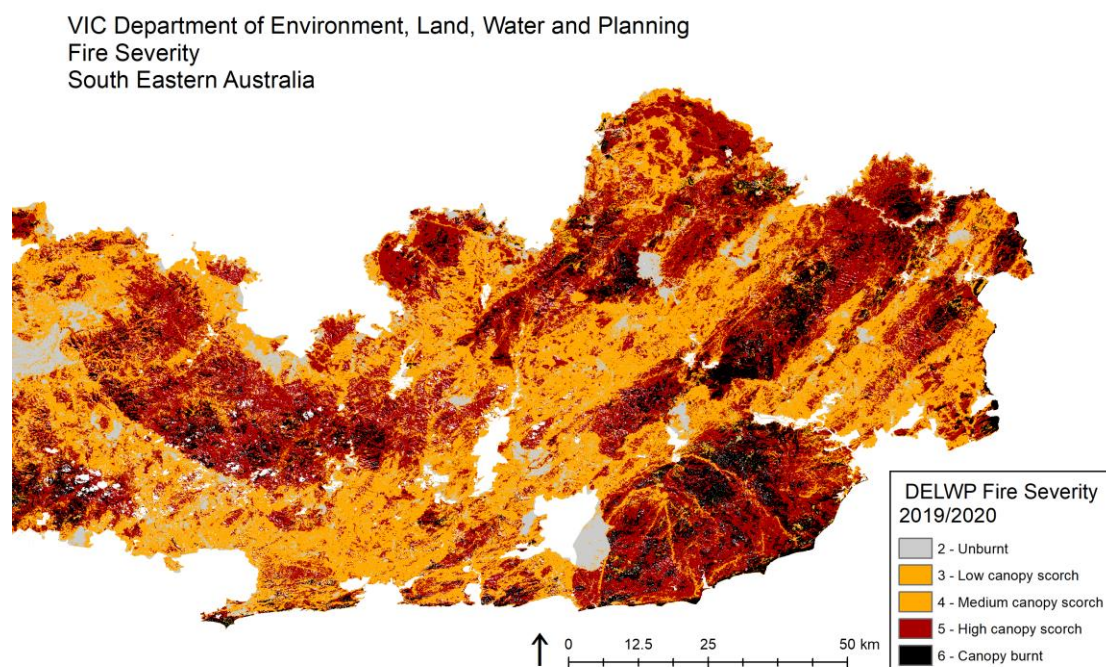 VIC Department of Environment, Land, Water and Planning
Fire Severity
South Eastern Australia
DELWP Fire Severity
2019/2020
2 - Unburnt
3 - Low canopy scorch
4 - Medium canopy scorch
5 - High canopy scorch
6 - Canopy burnt
0 12.5 25 50 km